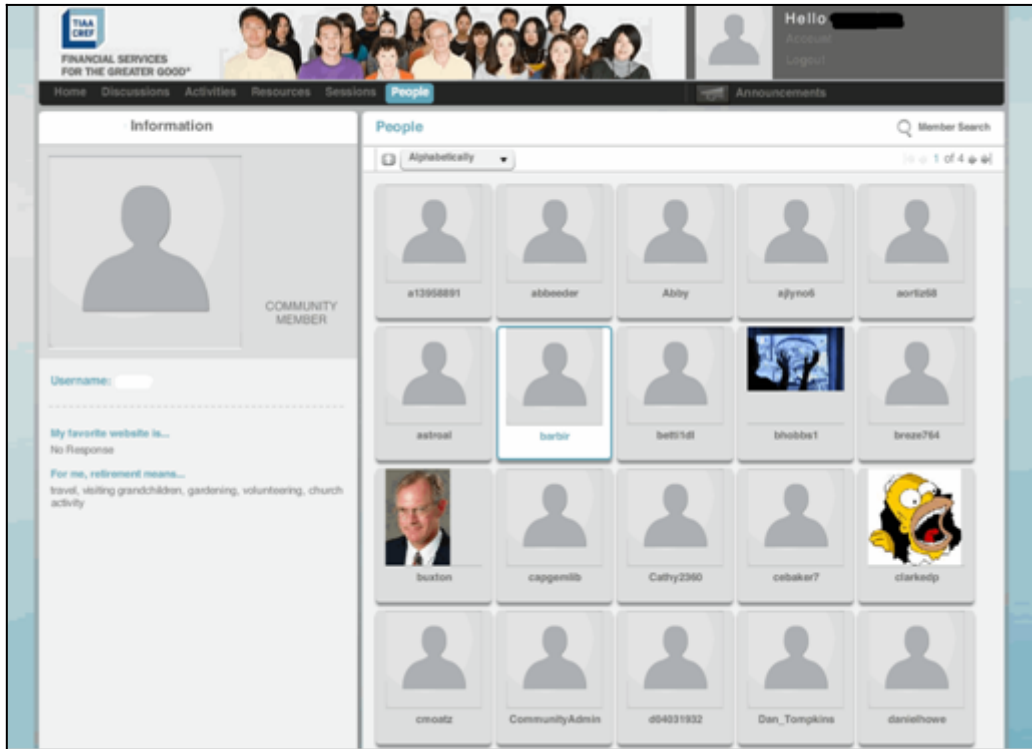 TIAA
CREF
FINANCIAL SERVICES
FOR THE GREATER GOOD®
Hello
Account
Logout
Home Discussions Activities Resources Sessions People
Announcements
Information
COMMUNITY
MEMBER
Username:
My favorite website is...
No Response
For me, retirement means...
travel, visiting grandchildren, gardening, volunteering, church
activity
People
Member Search
Alphabetically
1 of 4
a13958891 abbeeder Abby ajlyno6 aortiz68
astroal barbir betti1dl bhobbs1 breze764
buxton capgemlib Cathy2360 cebaker7 clarkedp
cmoatz CommunityAdmin d04031932 Dan_Tompkins danielhowe